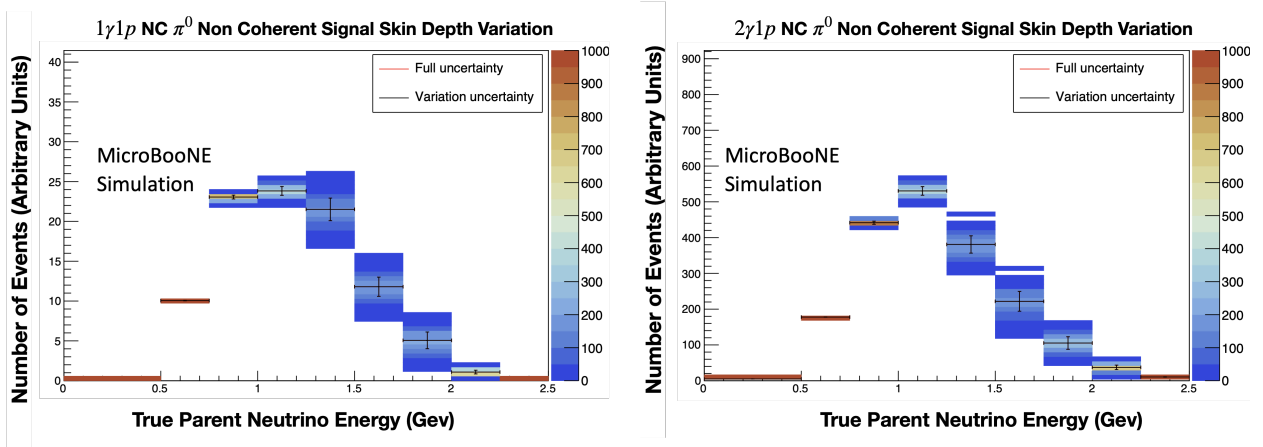 1γ1p NC π⁰ Non Coherent Signal Skin Depth Variation
Number of Events (Arbitrary Units)
40
35
30
25
20
15
10
5
0
Full uncertainty
Variation uncertainty
MicroBooNE
Simulation
1000
900
800
700
600
500
400
300
200
100
0
0 0.5 1 1.5 2 2.5
True Parent Neutrino Energy (Gev)
2γ1p NC π⁰ Non Coherent Signal Skin Depth Variation
Number of Events (Arbitrary Units)
900
800
700
600
500
400
300
200
100
0
Full uncertainty
Variation uncertainty
MicroBooNE
Simulation
1000
900
800
700
600
500
400
300
200
100
0
0 0.5 1 1.5 2 2.5
True Parent Neutrino Energy (Gev)